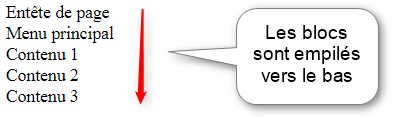 Entête de page
Menu principal
Contenu 1
Contenu 2
Contenu 3
Les blocs
sont empilés
vers le bas